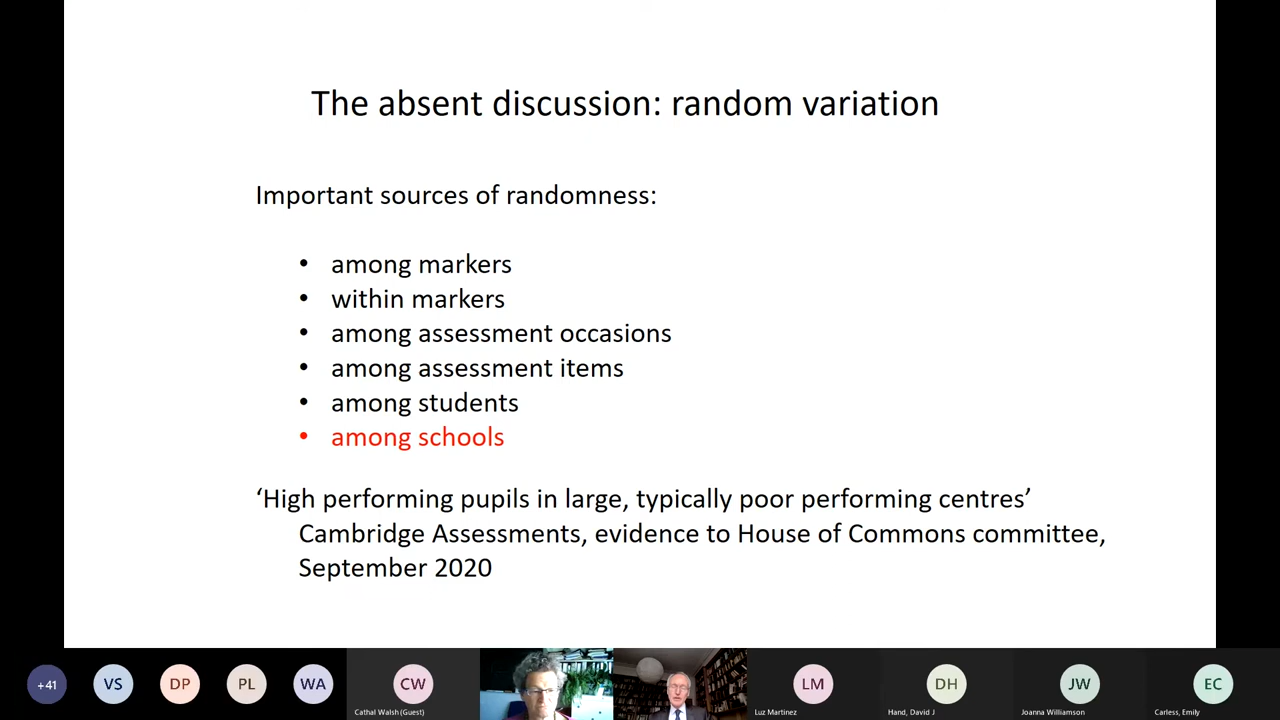 The absent discussion: random variation
Important sources of randomness:
• among markers
• within markers
• among assessment occasions
• among assessment items
• among students
• among schools
‘High performing pupils in large, typically poor performing centres’
Cambridge Assessments, evidence to House of Commons committee,
September 2020
+41
VS
DP
PL
WA
CW
Cathal Walsh (Guest)
LM
Luz Martinez
DH
Hand, David J
JW
Joanna Williamson
EC
Carless, Emily